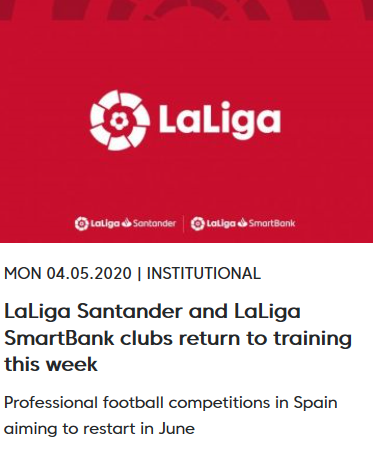 LaLiga
LaLiga Santander | LaLiga SmartBank
MON 04.05.2020 | INSTITUTIONAL
LaLiga Santander and LaLiga
SmartBank clubs return to training
this week
Professional football competitions in Spain
aiming to restart in June